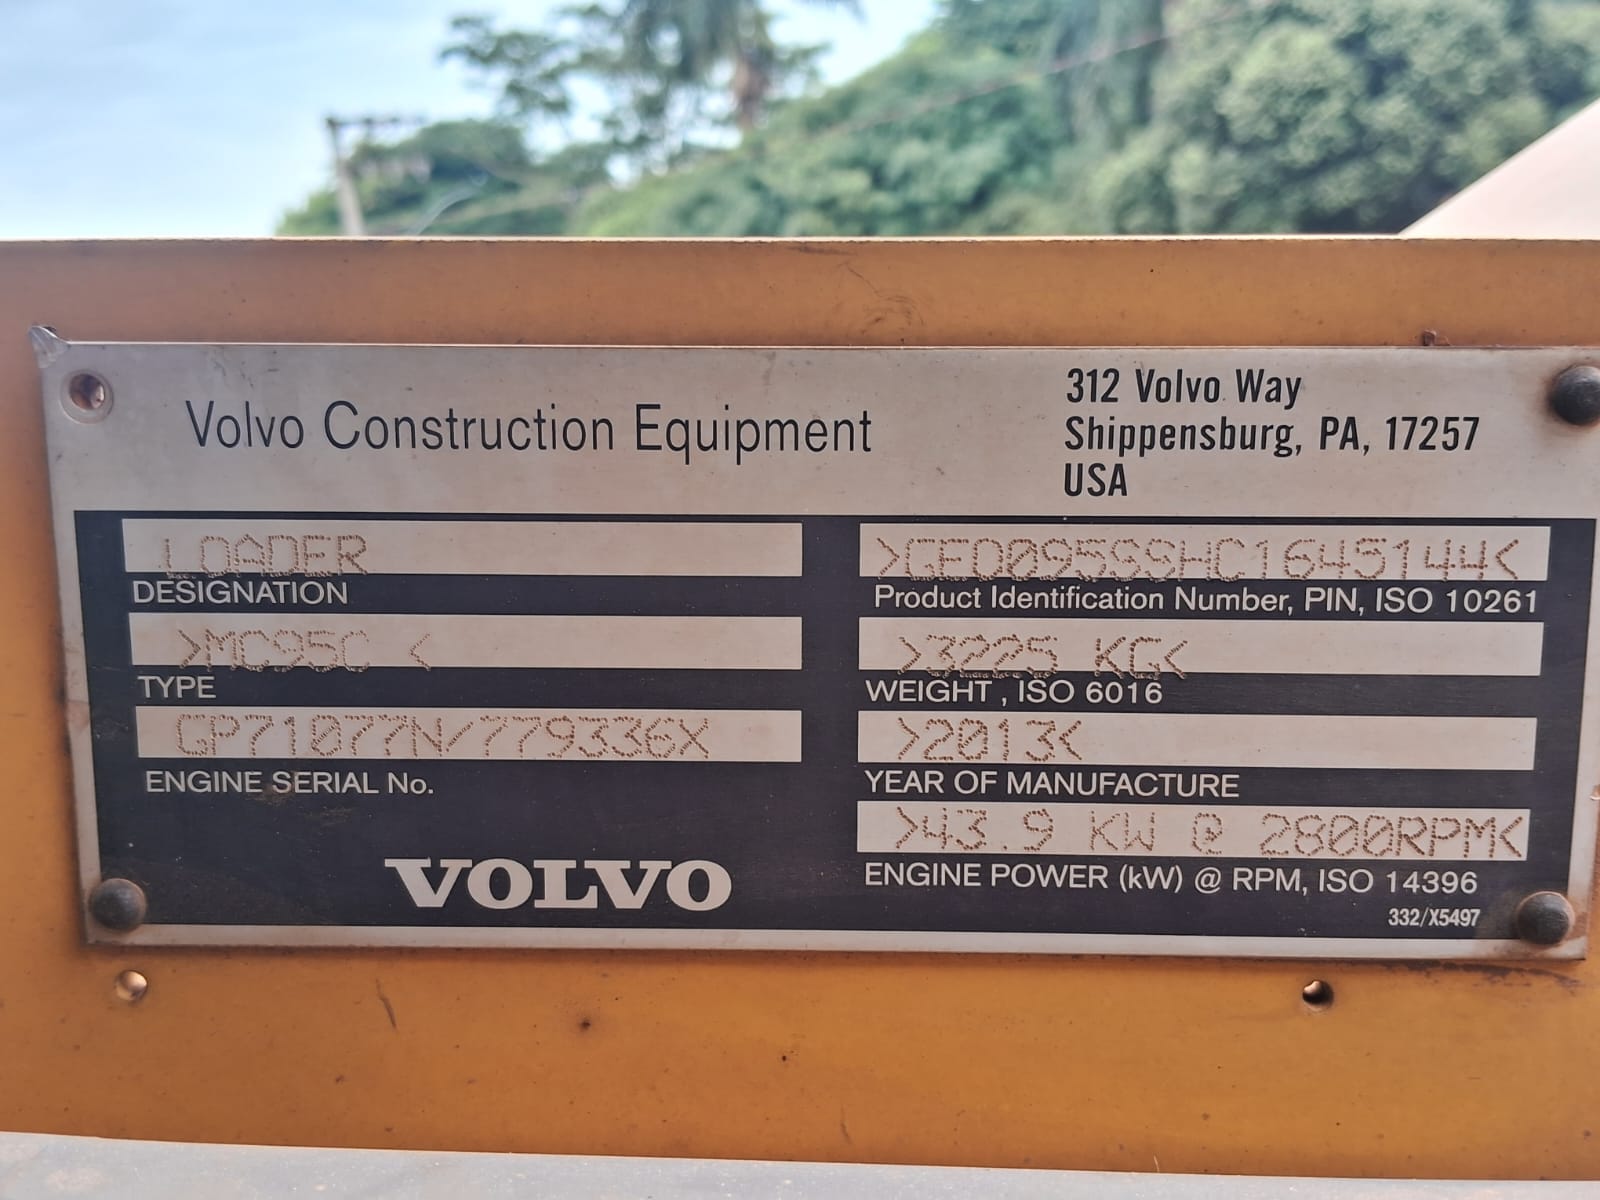 Volvo Construction Equipment
312 Volvo Way
Shippensburg, PA, 17257
USA
LOADER
DESIGNATION
>GEO095GSHC1645144<
Product Identification Number, PIN, ISO 10261
>MC95C <
TYPE
>3225 KG<
WEIGHT , ISO 6016
GP71077N/779336X
ENGINE SERIAL No.
>2013<
YEAR OF MANUFACTURE
>43.9 KW @ 2800RPM<
ENGINE POWER (kW) @ RPM, ISO 14396
VOLVO
332/X5497